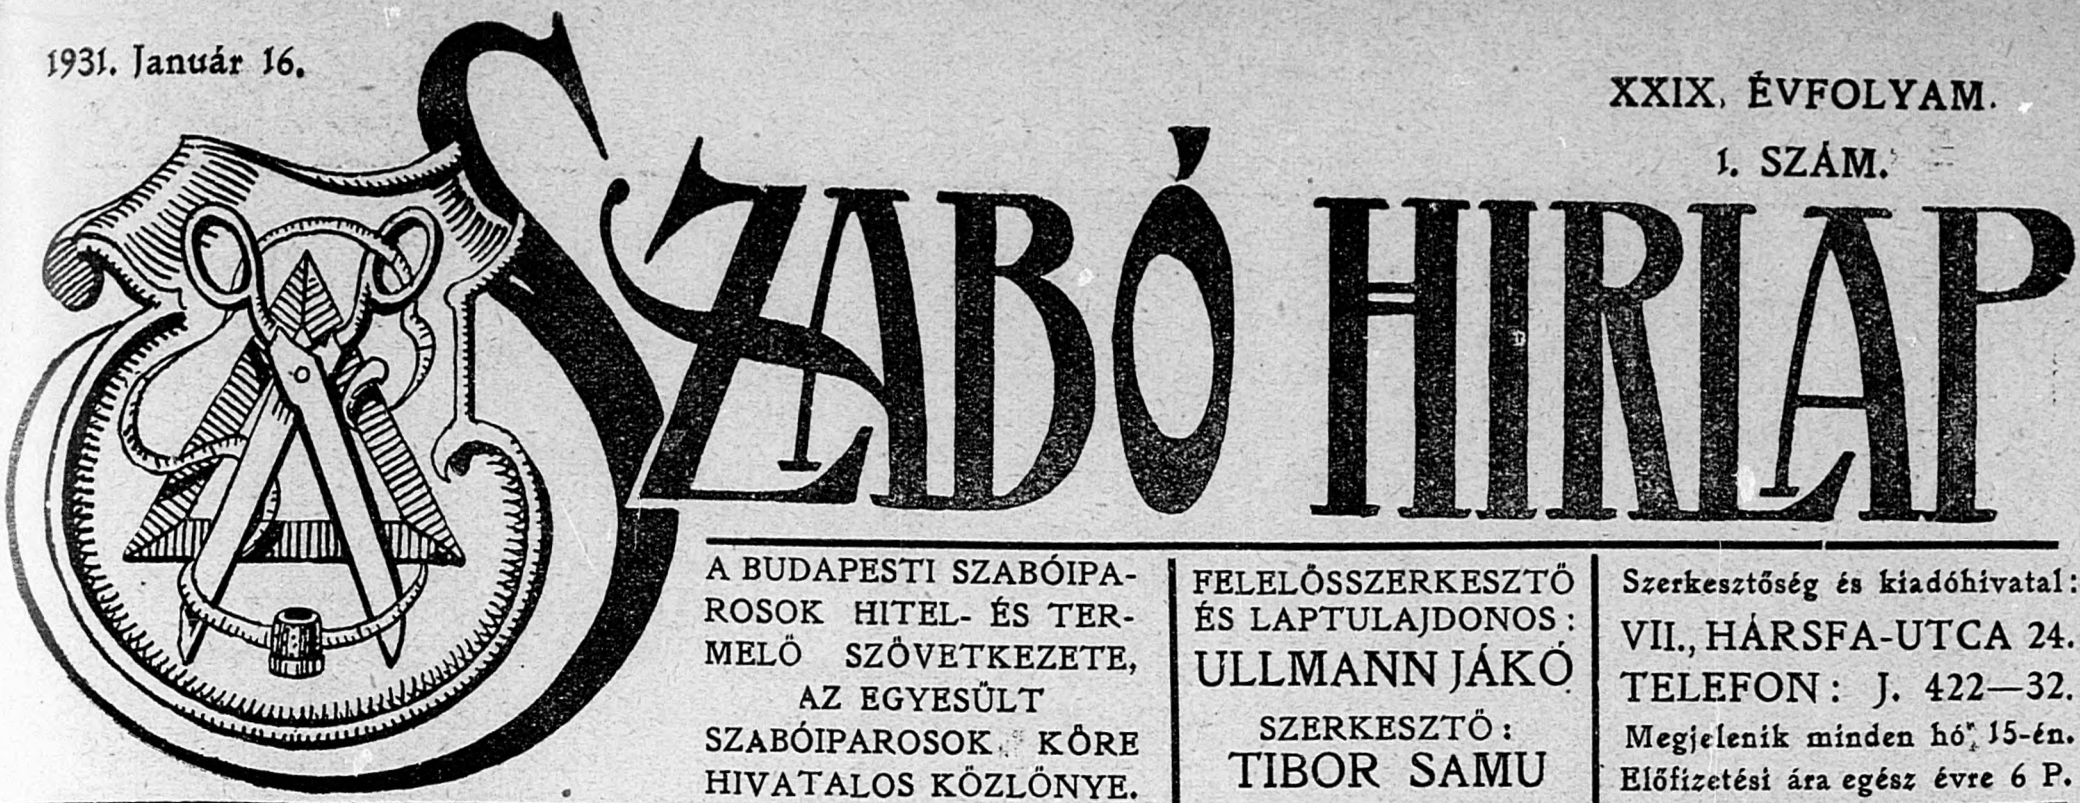 1931. Január 16.
XXIX. ÉVFOLYAM.
1. SZÁM.
SZABÓ HIRLAP
A BUDAPESTI SZABÓIPA-
ROSOK HITEL- ÉS TER-
MELŐ SZÖVETKEZETE,
AZ EGYESÜLT
SZABÓIPAROSOK KÖRE
HIVATALOS KÖZLÖNYE.
FELELŐSSZERKESZTŐ
ÉS LAPTULAJDONOS:
ULLMANN JÁKÓ
SZERKESZTŐ:
TIBOR SAMU
Szerkesztőség és kiadóhivatal:
VII., HÁRSFA-UTCA 24.
TELEFON: J. 422—32.
Megjelenik minden hó 15-én.
Előfizetési ára egész évre 6 P.